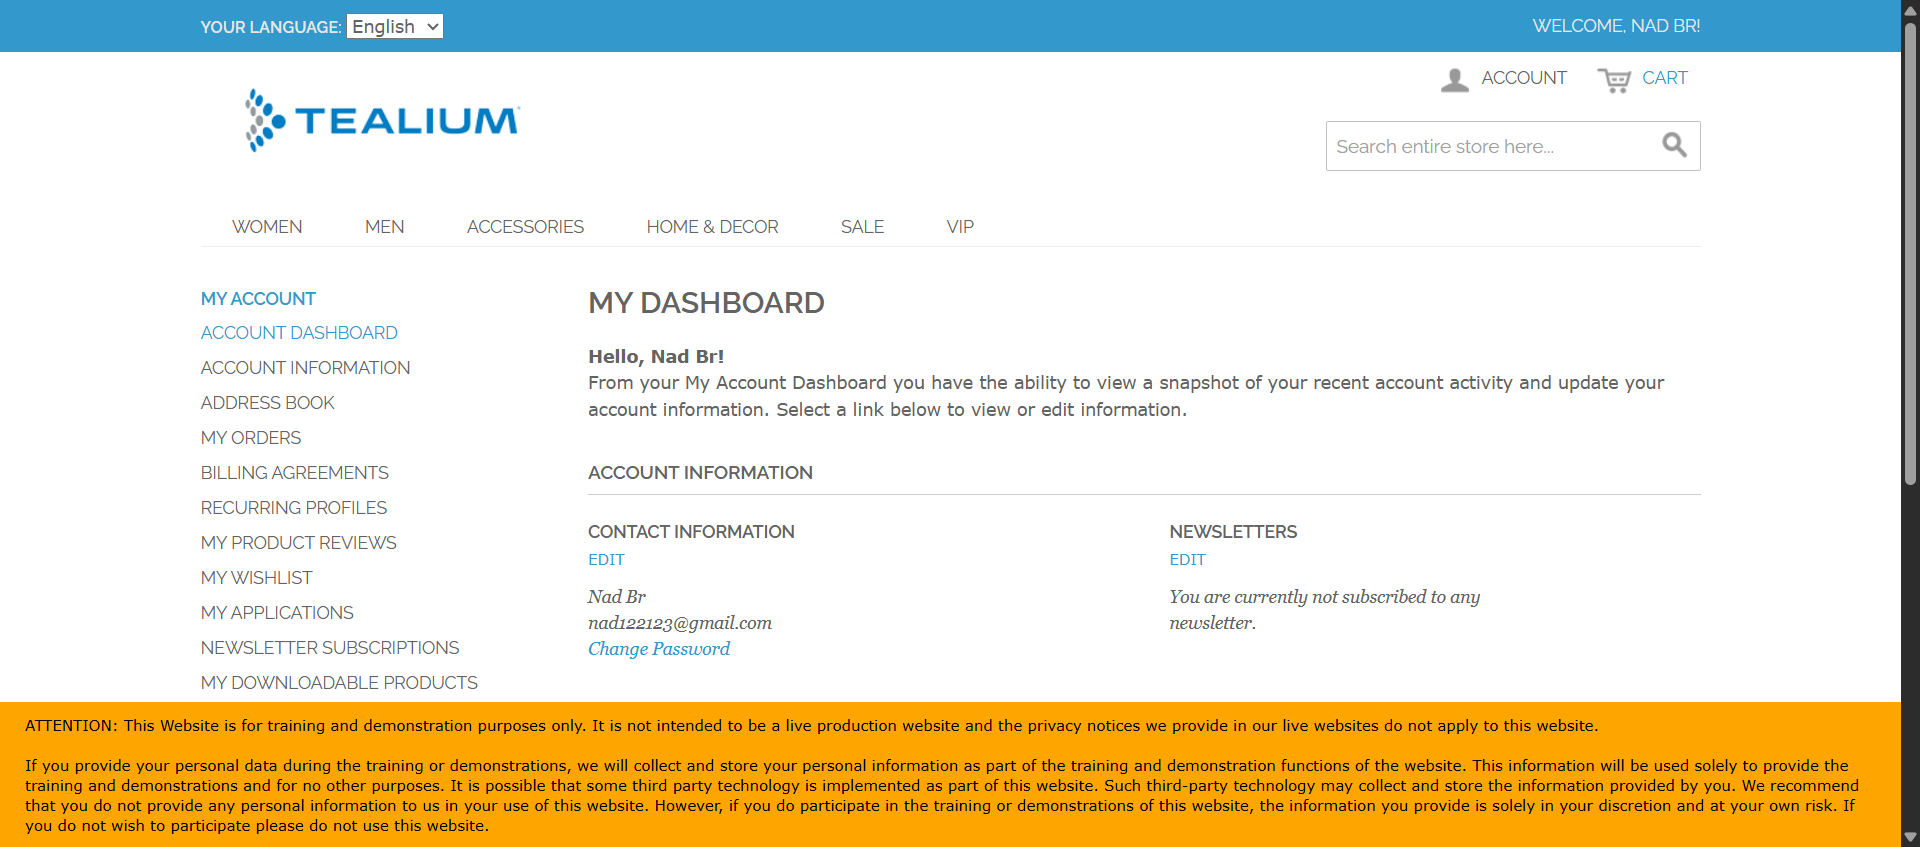 YOUR LANGUAGE: English
WELCOME, NAD BR!
TEALIUM
ACCOUNT
CART
Search entire store here...
WOMEN
MEN
ACCESSORIES
HOME & DECOR
SALE
VIP
MY ACCOUNT
ACCOUNT DASHBOARD
ACCOUNT INFORMATION
ADDRESS BOOK
MY ORDERS
BILLING AGREEMENTS
RECURRING PROFILES
MY PRODUCT REVIEWS
MY WISHLIST
MY APPLICATIONS
NEWSLETTER SUBSCRIPTIONS
MY DOWNLOADABLE PRODUCTS
MY DASHBOARD
Hello, Nad Br!
From your My Account Dashboard you have the ability to view a snapshot of your recent account activity and update your
account information. Select a link below to view or edit information.
ACCOUNT INFORMATION
CONTACT INFORMATION
EDIT
Nad Br
nad122123@gmail.com
Change Password
NEWSLETTERS
EDIT
You are currently not subscribed to any
newsletter.
ATTENTION: This Website is for training and demonstration purposes only. It is not intended to be a live production website and the privacy notices we provide in our live websites do not apply to this website.
If you provide your personal data during the training or demonstrations, we will collect and store your personal information as part of the training and demonstration functions of the website. This information will be used solely to provide the
training and demonstrations and for no other purposes. It is possible that some third party technology is implemented as part of this website. Such third-party technology may collect and store the information provided by you. We recommend
that you do not provide any personal information to us in your use of this website. However, if you do participate in the training or demonstrations of this website, the information you provide is solely in your discretion and at your own risk. If
you do not wish to participate please do not use this website.